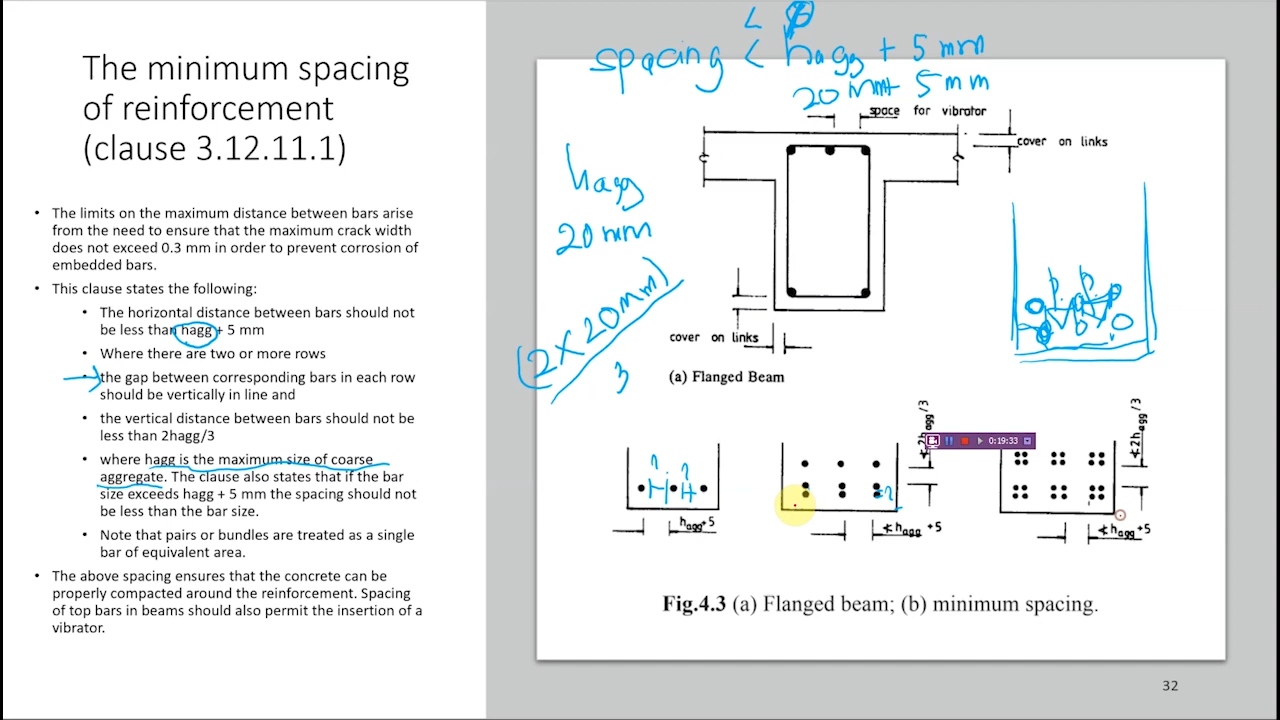 The minimum spacing
of reinforcement
(clause 3.12.11.1)
• The limits on the maximum distance between bars arise
from the need to ensure that the maximum crack width
does not exceed 0.3 mm in order to prevent corrosion of
embedded bars.
• This clause states the following:
• The horizontal distance between bars should not
be less than hagg + 5 mm
• Where there are two or more rows
• the gap between corresponding bars in each row
should be vertically in line and
• the vertical distance between bars should not be
less than 2hagg/3
• where hagg is the maximum size of coarse
aggregate. The clause also states that if the bar
size exceeds hagg + 5 mm the spacing should not
be less than the bar size.
• Note that pairs or bundles are treated as a single
bar of equivalent area.
• The above spacing ensures that the concrete can be
properly compacted around the reinforcement. Spacing
of top bars in beams should also permit the insertion of a
vibrator.
< φ
spacing < hagg + 5 mm
20 mm + 5 mm
space for vibrator
cover on links
hagg
20 mm
(2 x 20mm)
3
cover on links
(a) Flanged Beam
≮ 2hagg/3
≮ 2hagg/3
0:19:33
hagg+5
≮ hagg +5
≮ hagg +5
Fig.4.3 (a) Flanged beam; (b) minimum spacing.
32